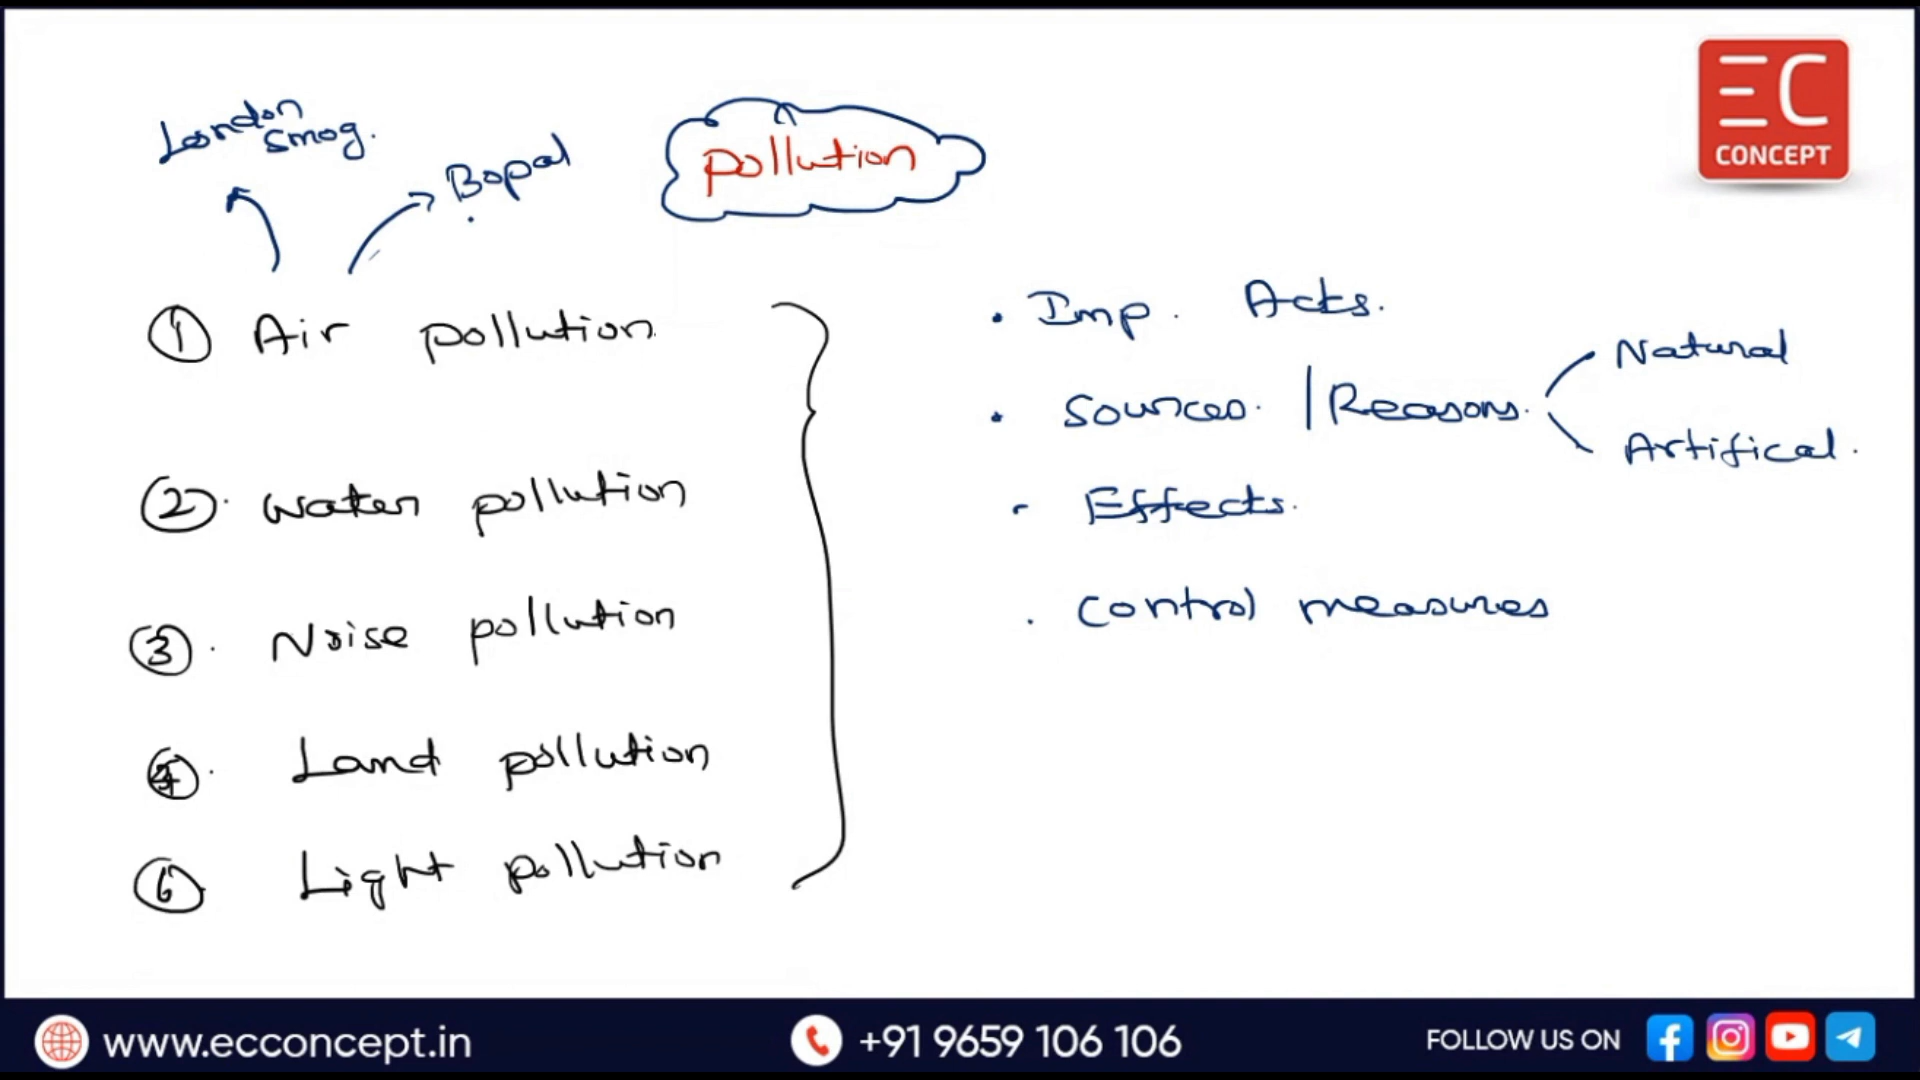 London
Smog.
Bopal
pollution
EC
CONCEPT
① Air pollution
②. Water pollution
③. Noise pollution
④. Land pollution
⑥ Light pollution
• Imp. Acts.
• Sources. | Reasons.
Natural
Artifical.
• Effects.
• Control measures
www.ecconcept.in
+91 9659 106 106
FOLLOW US ON